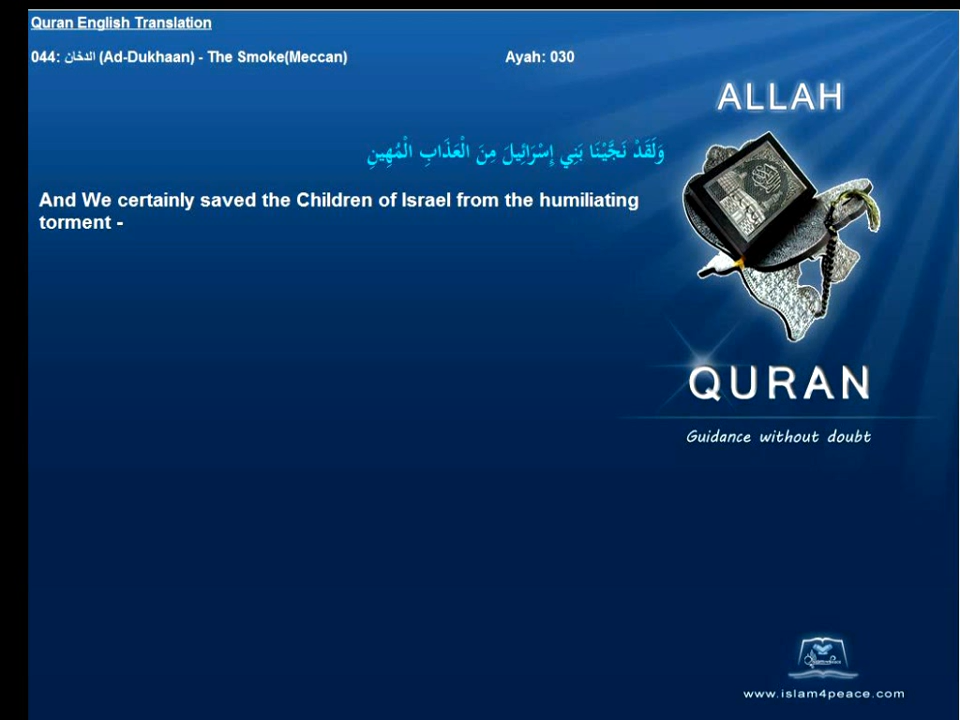 Quran English Translation
044: الدخان (Ad-Dukhaan) - The Smoke(Meccan) Ayah: 030
ALLAH
وَلَقَدْ نَجَّيْنَا بَنِي إِسْرَائِيلَ مِنَ الْعَذَابِ الْمُهِينِ
And We certainly saved the Children of Israel from the humiliating
torment -
QURAN
Guidance without doubt
www.islam4peace.com